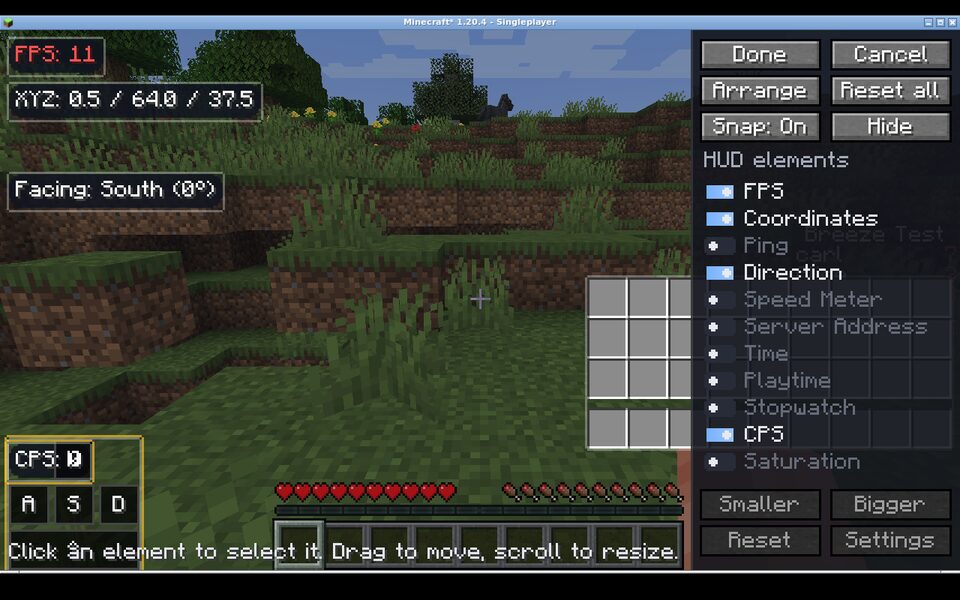 Minecraft* 1.20.4 - Singleplayer
FPS: 11
XYZ: 0.5 / 64.0 / 37.5
Facing: South (0°)
CPS: 0
A S D
Click an element to select it. Drag to move, scroll to resize.
Done Cancel
Arrange Reset all
Snap: On Hide
HUD elements
FPS
Coordinates
Ping
Breeze Test
carl
Direction
Speed Meter
Server Address
Time
Playtime
Stopwatch
CPS
Saturation
Smaller Bigger
Reset Settings